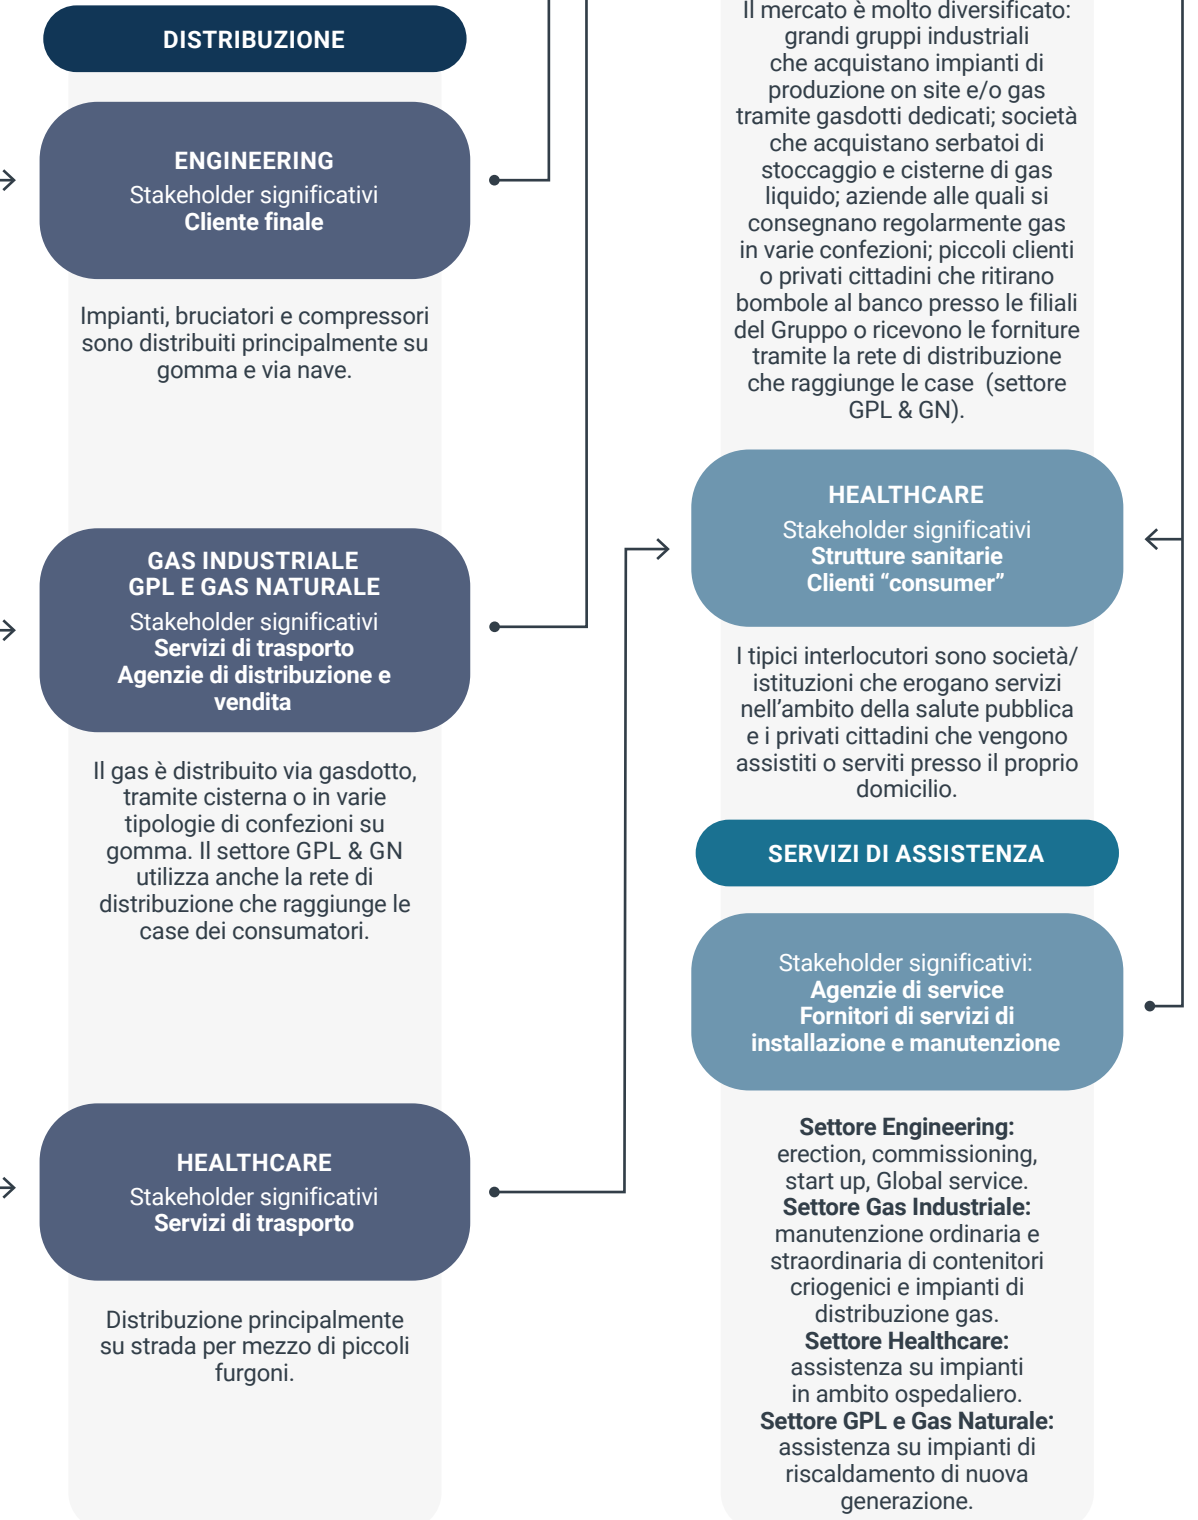 DISTRIBUZIONE
ENGINEERING
Stakeholder significativi
Cliente finale
Impianti, bruciatori e compressori
sono distribuiti principalmente su
gomma e via nave.
GAS INDUSTRIALE
GPL E GAS NATURALE
Stakeholder significativi
Servizi di trasporto
Agenzie di distribuzione e
vendita
Il gas è distribuito via gasdotto,
tramite cisterna o in varie
tipologie di confezioni su
gomma. Il settore GPL & GN
utilizza anche la rete di
distribuzione che raggiunge le
case dei consumatori.
HEALTHCARE
Stakeholder significativi
Servizi di trasporto
Distribuzione principalmente
su strada per mezzo di piccoli
furgoni.
Il mercato è molto diversificato:
grandi gruppi industriali
che acquistano impianti di
produzione on site e/o gas
tramite gasdotti dedicati; società
che acquistano serbatoi di
stoccaggio e cisterne di gas
liquido; aziende alle quali si
consegnano regolarmente gas
in varie confezioni; piccoli clienti
o privati cittadini che ritirano
bombole al banco presso le filiali
del Gruppo o ricevono le forniture
tramite la rete di distribuzione
che raggiunge le case (settore
GPL & GN).
HEALTHCARE
Stakeholder significativi
Strutture sanitarie
Clienti “consumer”
I tipici interlocutori sono società/
istituzioni che erogano servizi
nell’ambito della salute pubblica
e i privati cittadini che vengono
assistiti o serviti presso il proprio
domicilio.
SERVIZI DI ASSISTENZA
Stakeholder significativi:
Agenzie di service
Fornitori di servizi di
installazione e manutenzione
Settore Engineering:
erection, commissioning,
start up, Global service.
Settore Gas Industriale:
manutenzione ordinaria e
straordinaria di contenitori
criogenici e impianti di
distribuzione gas.
Settore Healthcare:
assistenza su impianti
in ambito ospedaliero.
Settore GPL e Gas Naturale:
assistenza su impianti di
riscaldamento di nuova
generazione.